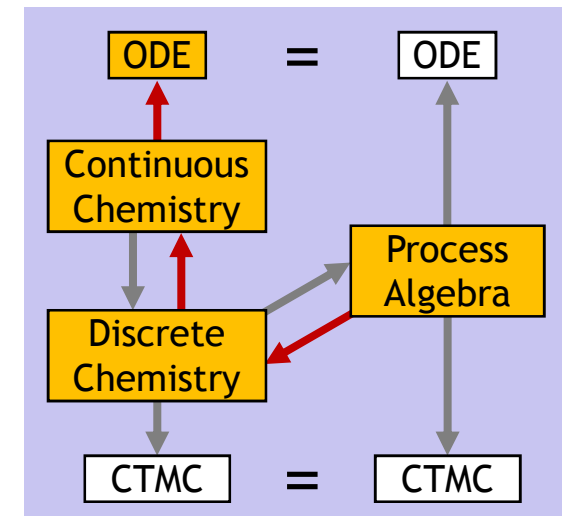 ODE = ODE
Continuous
Chemistry
Process
Algebra
Discrete
Chemistry
CTMC = CTMC